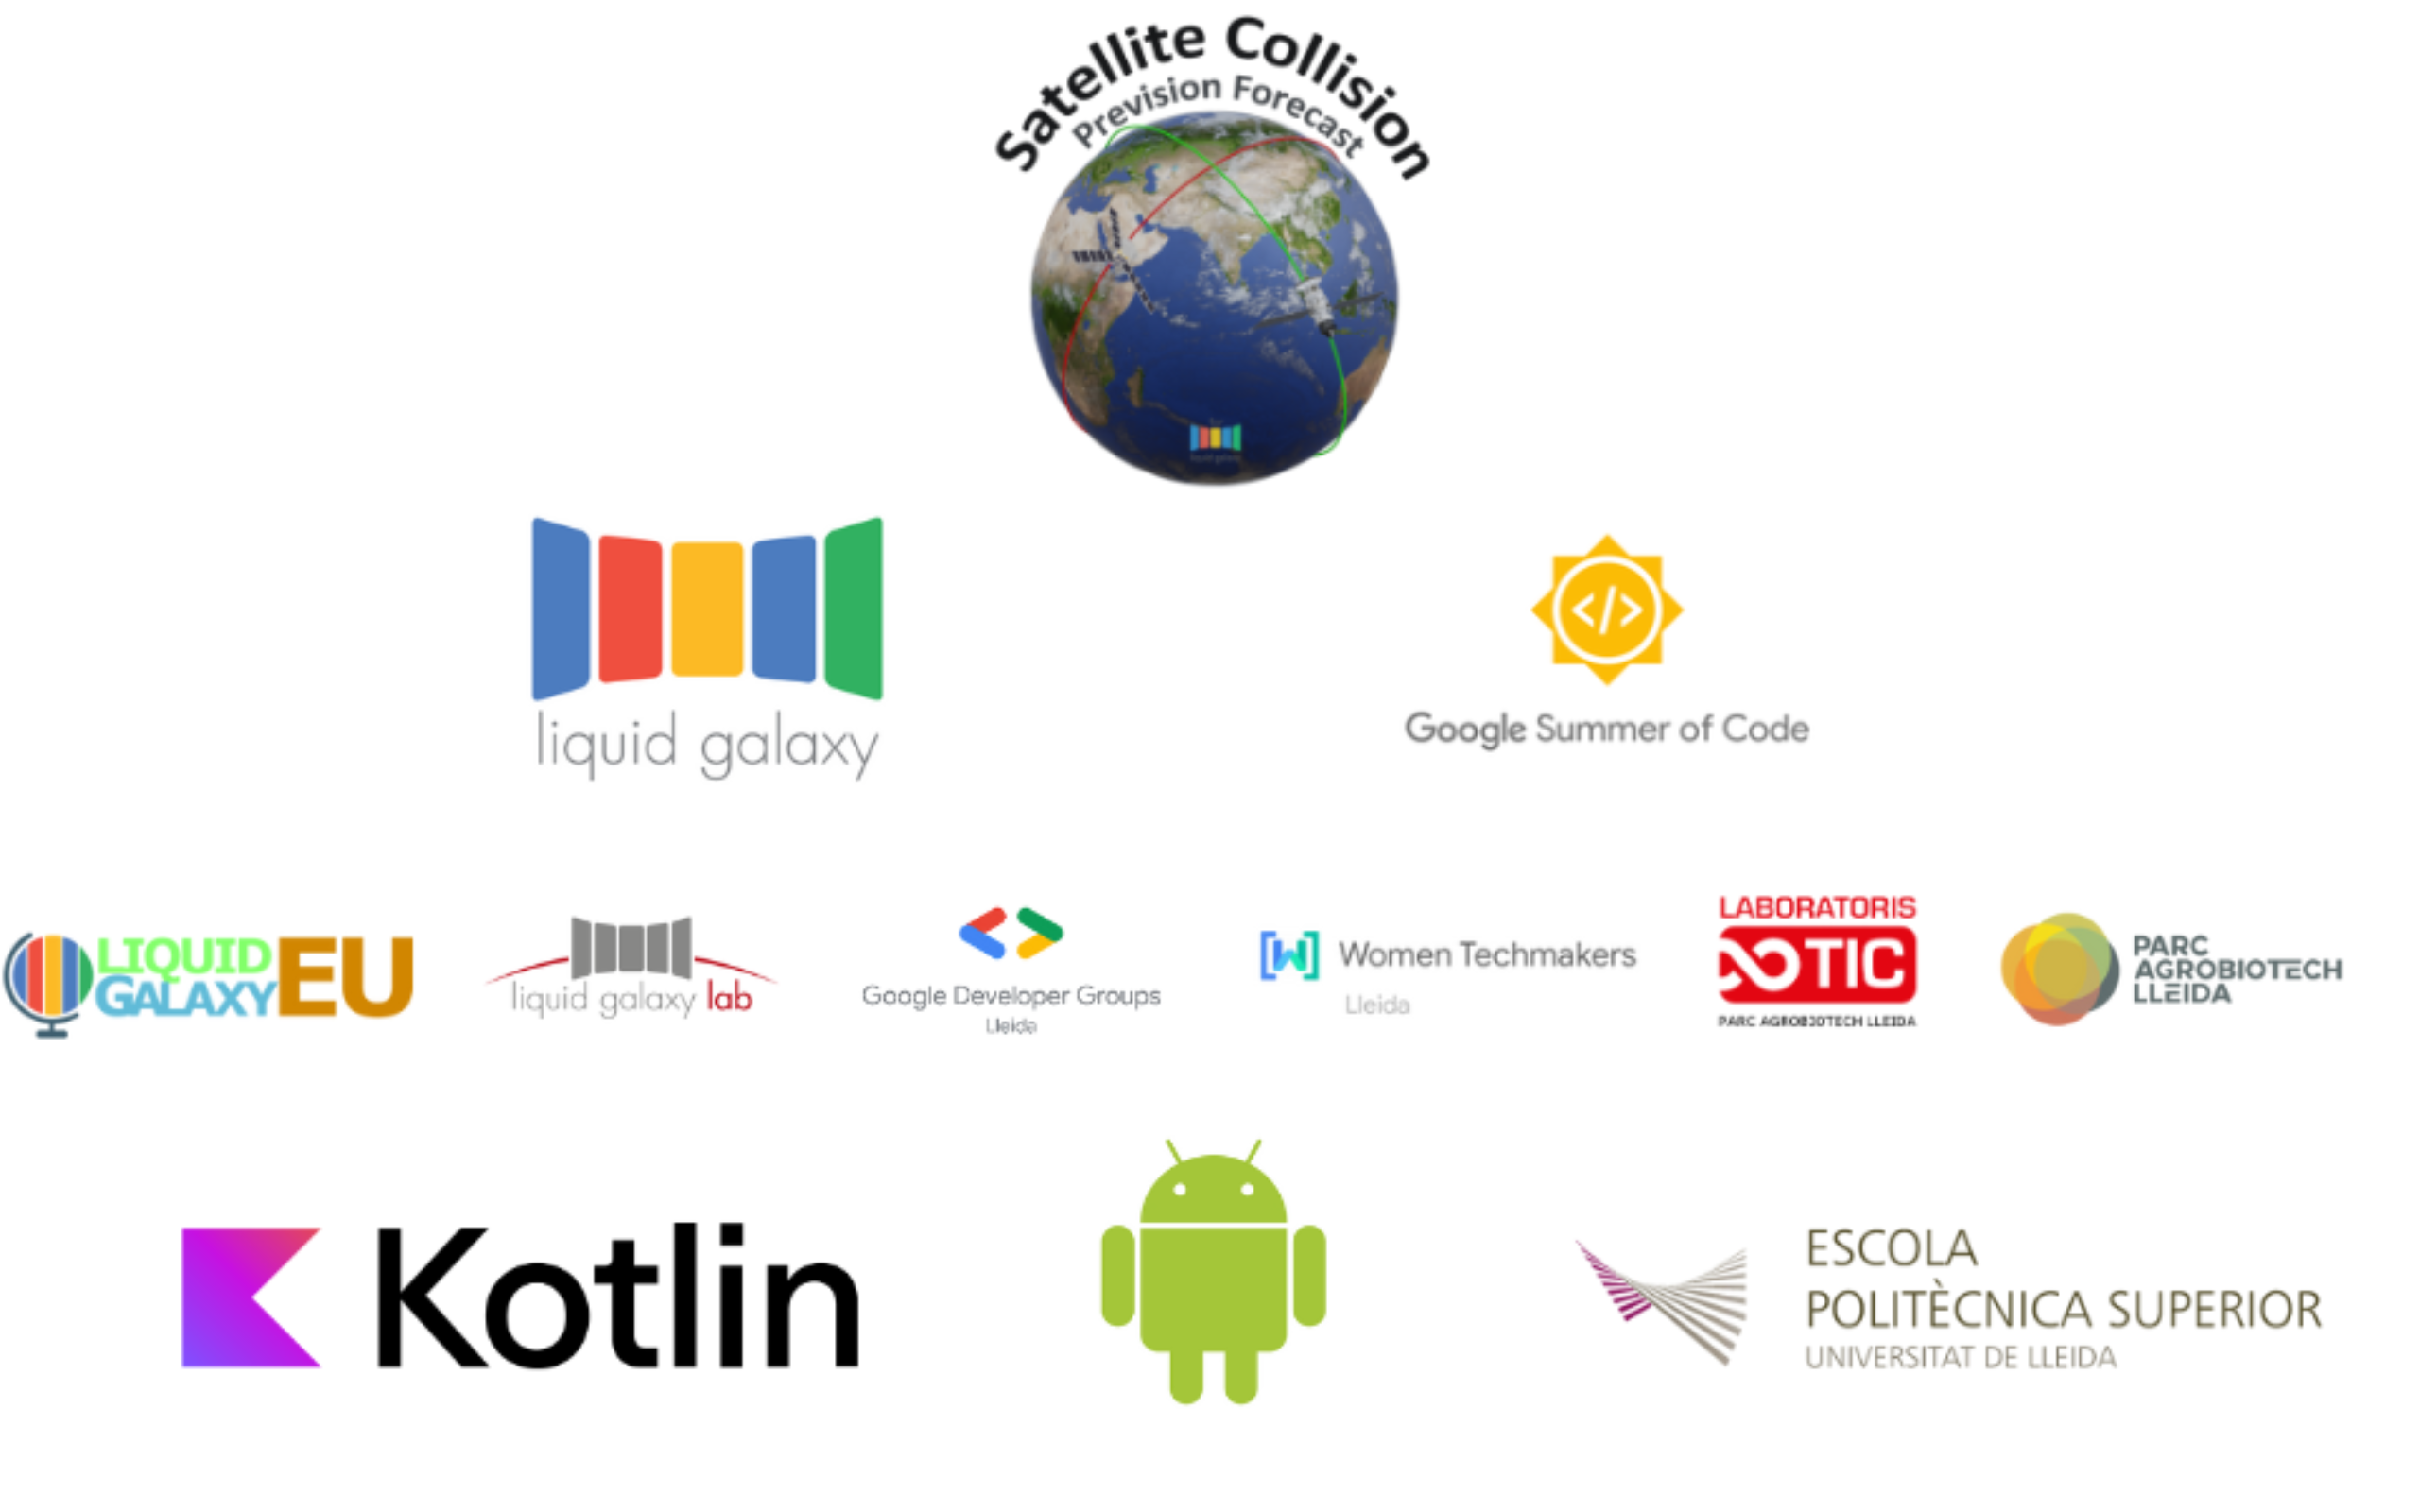 Satellite Collision
Prevision Forecast
liquid galaxy
liquid galaxy
Google Summer of Code
LIQUID
GALAXY
EU
liquid galaxy lab
Google Developer Groups
Lleida
Women Techmakers
Lleida
LABORATORIS
TIC
PARC AGROBIOTECH LLEIDA
PARC
AGROBIOTECH
LLEIDA
Kotlin
ESCOLA
POLITÈCNICA SUPERIOR
UNIVERSITAT DE LLEIDA